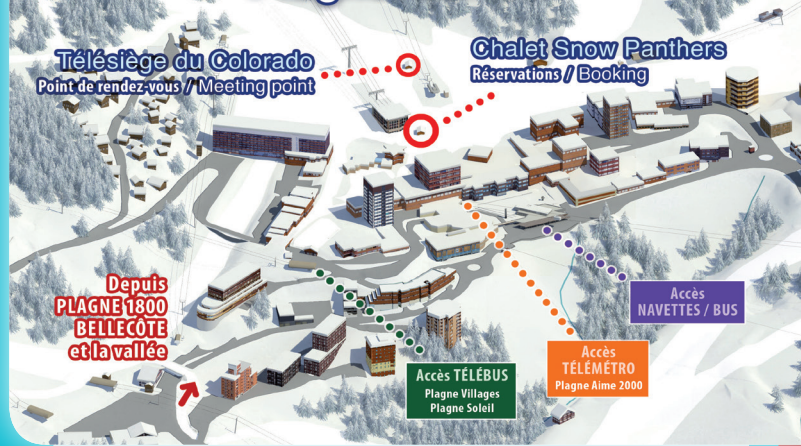 Télésiège du Colorado
Point de rendez-vous / Meeting point
Chalet Snow Panthers
Réservations / Booking
Depuis
PLAGNE 1800
BELLECÔTE
et la vallée
Accès
NAVETTES / BUS
Accès
TÉLÉMÉTRO
Plagne Aime 2000
Accès TÉLÉBUS
Plagne Villages
Plagne Soleil